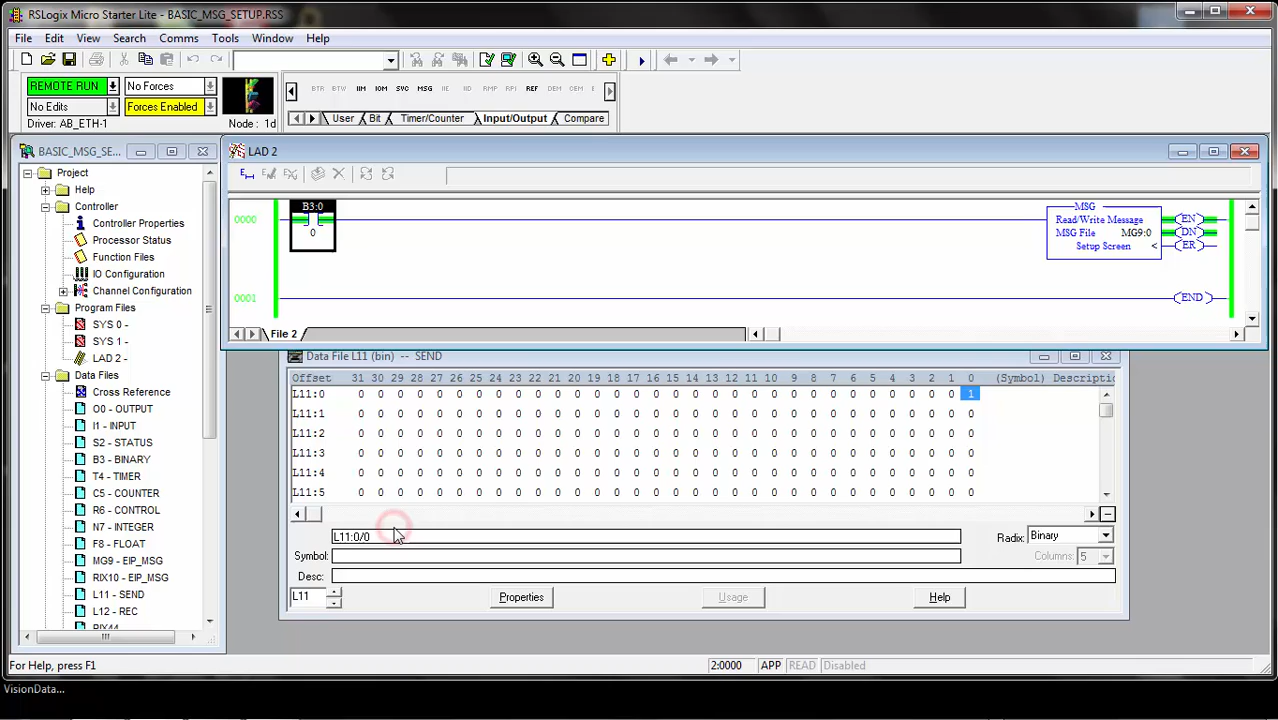 RSLogix Micro Starter Lite - BASIC_MSG_SETUP.RSS
File Edit View Search Comms Tools Window Help
REMOTE RUN No Forces
No Edits Forces Enabled
Driver: AB_ETH-1 Node : 1d
BTR BTW IIM IOM SVC MSG IIE IID RMP RPI REF DEM CEM E
User Bit Timer/Counter Input/Output Compare
BASIC_MSG_SE...
Project
Help
Controller
Controller Properties
Processor Status
Function Files
IO Configuration
Channel Configuration
Program Files
SYS 0 -
SYS 1 -
LAD 2 -
Data Files
Cross Reference
O0 - OUTPUT
I1 - INPUT
S2 - STATUS
B3 - BINARY
T4 - TIMER
C5 - COUNTER
R6 - CONTROL
N7 - INTEGER
F8 - FLOAT
MG9 - EIP_MSG
RIX10 - EIP_MSG
L11 - SEND
L12 - REC
LAD 2
0000
B3:0
0
MSG
Read/Write Message
MSG File MG9:0
Setup Screen <
EN
DN
ER
0001
END
File 2
Data File L11 (bin) -- SEND
Offset 31 30 29 28 27 26 25 24 23 22 21 20 19 18 17 16 15 14 13 12 11 10 9 8 7 6 5 4 3 2 1 0 (Symbol) Descriptio
L11:0 0 0 0 0 0 0 0 0 0 0 0 0 0 0 0 0 0 0 0 0 0 0 0 0 0 0 0 0 0 0 0 1
L11:1 0 0 0 0 0 0 0 0 0 0 0 0 0 0 0 0 0 0 0 0 0 0 0 0 0 0 0 0 0 0 0 0
L11:2 0 0 0 0 0 0 0 0 0 0 0 0 0 0 0 0 0 0 0 0 0 0 0 0 0 0 0 0 0 0 0 0
L11:3 0 0 0 0 0 0 0 0 0 0 0 0 0 0 0 0 0 0 0 0 0 0 0 0 0 0 0 0 0 0 0 0
L11:4 0 0 0 0 0 0 0 0 0 0 0 0 0 0 0 0 0 0 0 0 0 0 0 0 0 0 0 0 0 0 0 0
L11:5 0 0 0 0 0 0 0 0 0 0 0 0 0 0 0 0 0 0 0 0 0 0 0 0 0 0 0 0 0 0 0 0
L11:0/0 Radix: Binary
Symbol: Columns: 5
Desc:
L11 Properties Usage Help
For Help, press F1 2:0000 APP READ Disabled
VisionData...